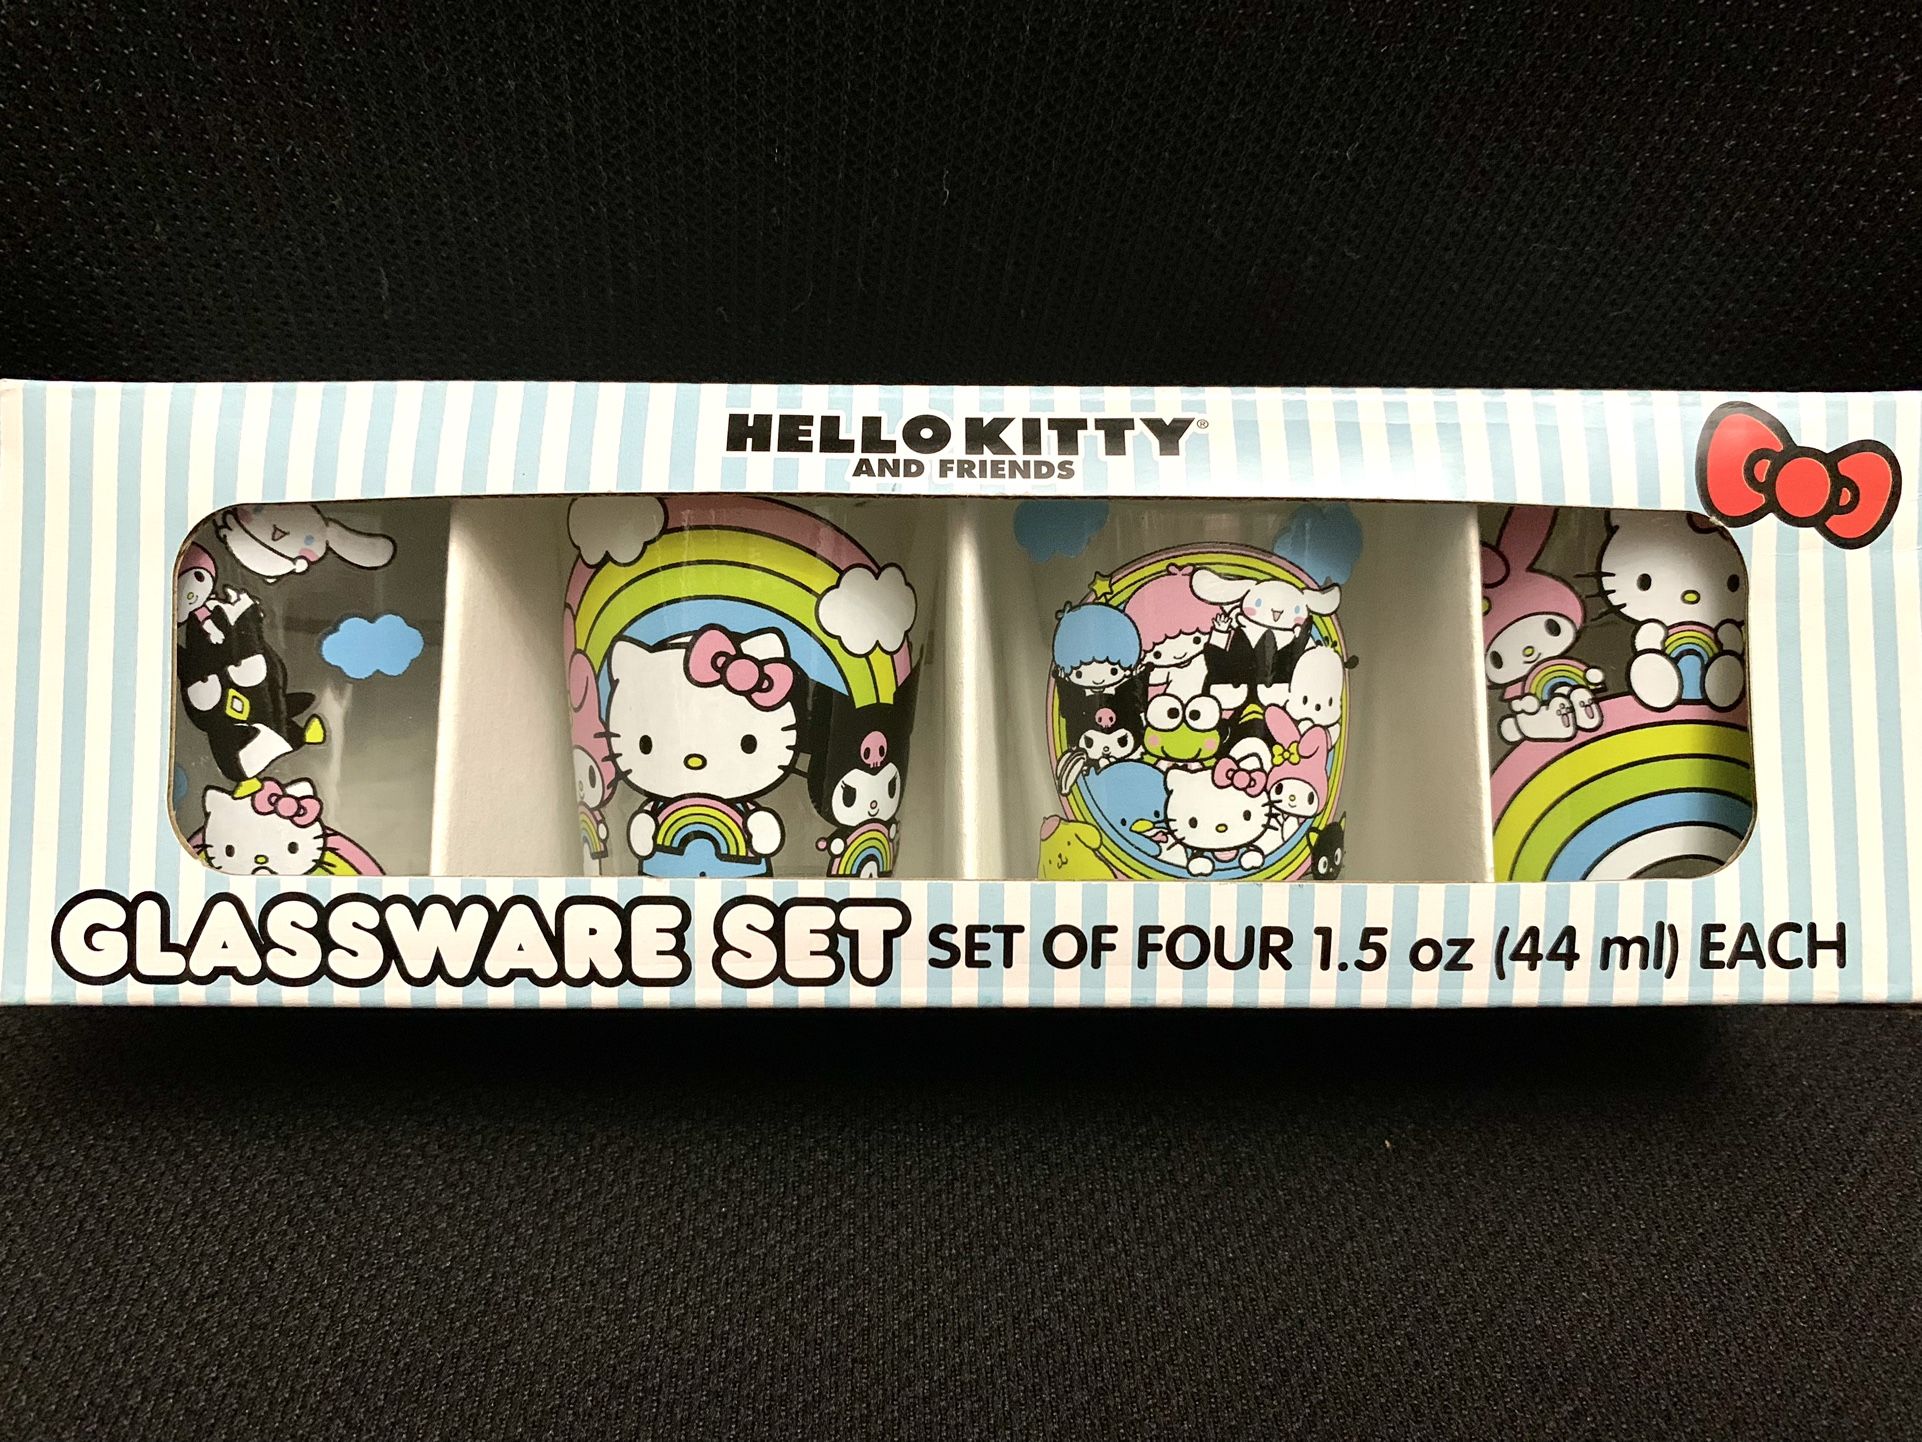 HELLO KITTY®
AND FRIENDS
GLASSWARE SET SET OF FOUR 1.5 oz (44 ml) EACH